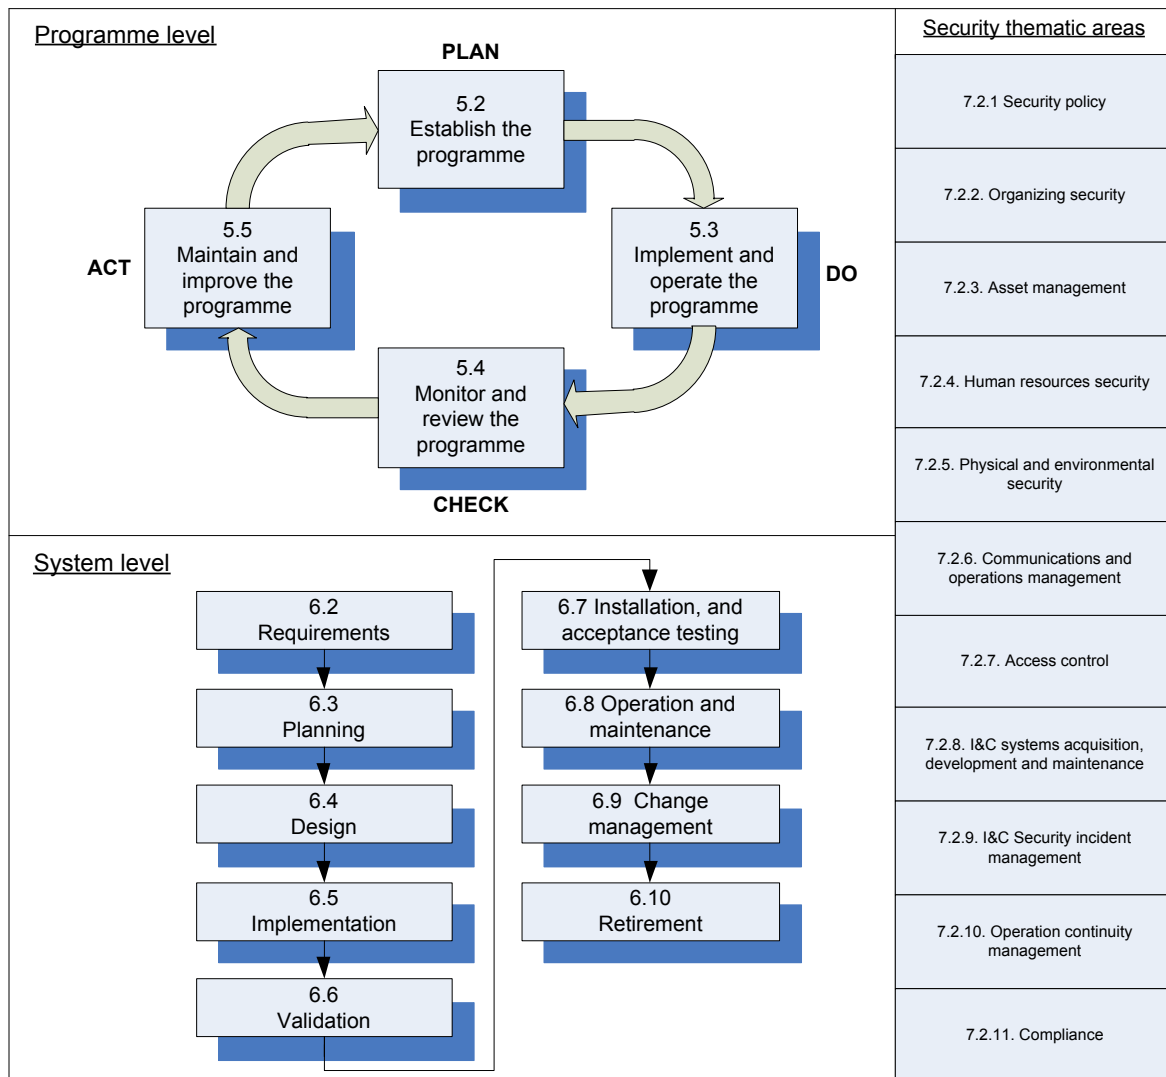 Programme level
PLAN
5.2
Establish the
programme
5.3
Implement and
operate the
programme
DO
5.4
Monitor and
review the
programme
CHECK
5.5
Maintain and
improve the
programme
ACT
System level
6.2
Requirements
6.3
Planning
6.4
Design
6.5
Implementation
6.6
Validation
6.7 Installation, and
acceptance testing
6.8 Operation and
maintenance
6.9  Change
management
6.10
Retirement
Security thematic areas
7.2.1 Security policy
7.2.2. Organizing security
7.2.3. Asset management
7.2.4. Human resources security
7.2.5. Physical and environmental
security
7.2.6. Communications and
operations management
7.2.7. Access control
7.2.8. I&C systems acquisition,
development and maintenance
7.2.9. I&C Security incident
management
7.2.10. Operation continuity
management
7.2.11. Compliance